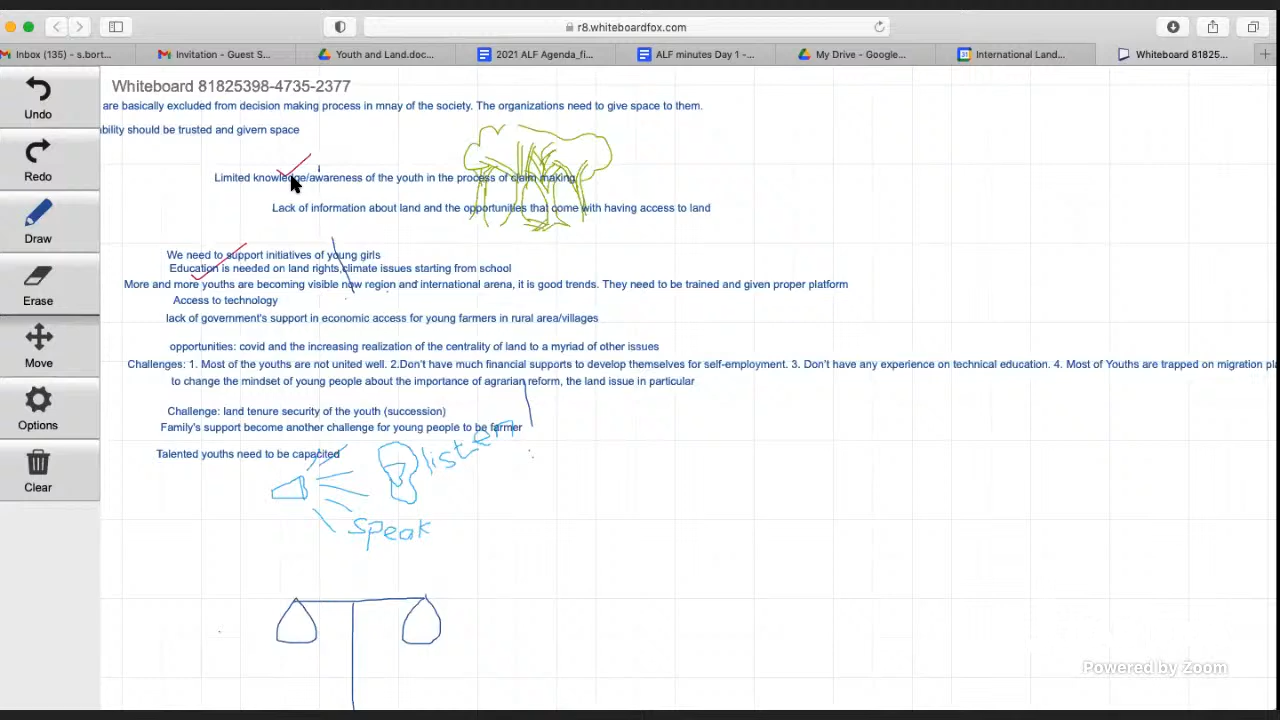 r8.whiteboardfox.com
Inbox (135) - s.bort...
Invitation - Guest S...
Youth and Land.doc...
2021 ALF Agenda_fi...
ALF minutes Day 1 -...
My Drive - Google...
International Land...
Whiteboard 81825...
Whiteboard 81825398-4735-2377
Undo
Redo
Draw
Erase
Move
Options
Clear
are basically excluded from decision making process in mnay of the society. The organizations need to give space to them.
bility should be trusted and givern space
Limited knowledge/awareness of the youth in the process of claim making
Lack of information about land and the opportunities that come with having access to land
We need to support initiatives of young girls
Education is needed on land rights,climate issues starting from school
More and more youths are becoming visible now region and international arena, it is good trends. They need to be trained and given proper platform
Access to technology
lack of government's support in economic access for young farmers in rural area/villages
opportunities: covid and the increasing realization of the centrality of land to a myriad of other issues
Challenges: 1. Most of the youths are not united well. 2.Don't have much financial supports to develop themselves for self-employment. 3. Don't have any experience on technical education. 4. Most of Youths are trapped on migration pl
to change the mindset of young people about the importance of agrarian reform, the land issue in particular
Challenge: land tenure security of the youth (succession)
Family's support become another challenge for young people to be farmer
Talented youths need to be capacited
listen
speak
Powered by Zoom